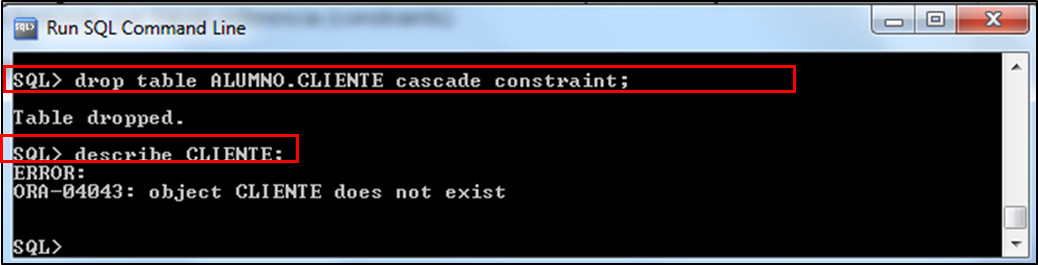 Run SQL Command Line
SQL> drop table ALUMNO.CLIENTE cascade constraint;
Table dropped.
SQL> describe CLIENTE;
ERROR:
ORA-04043: object CLIENTE does not exist
SQL>